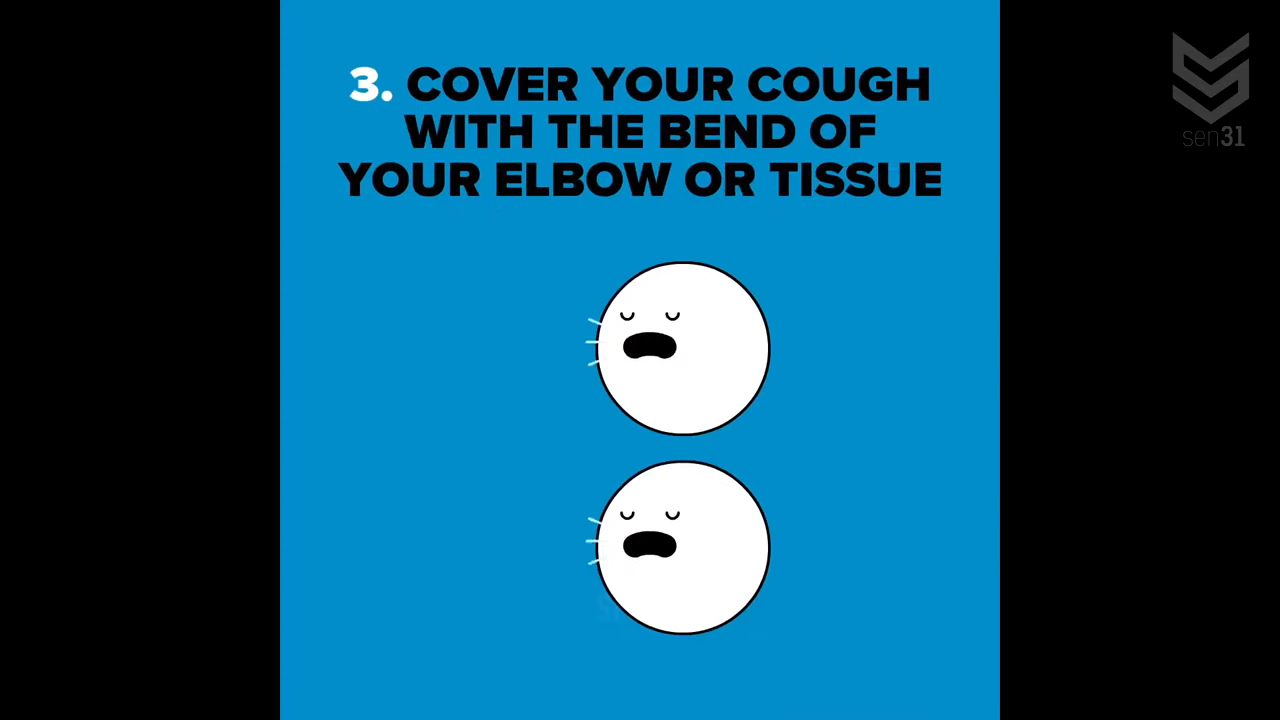 3. COVER YOUR COUGH
WITH THE BEND OF
YOUR ELBOW OR TISSUE
sen31